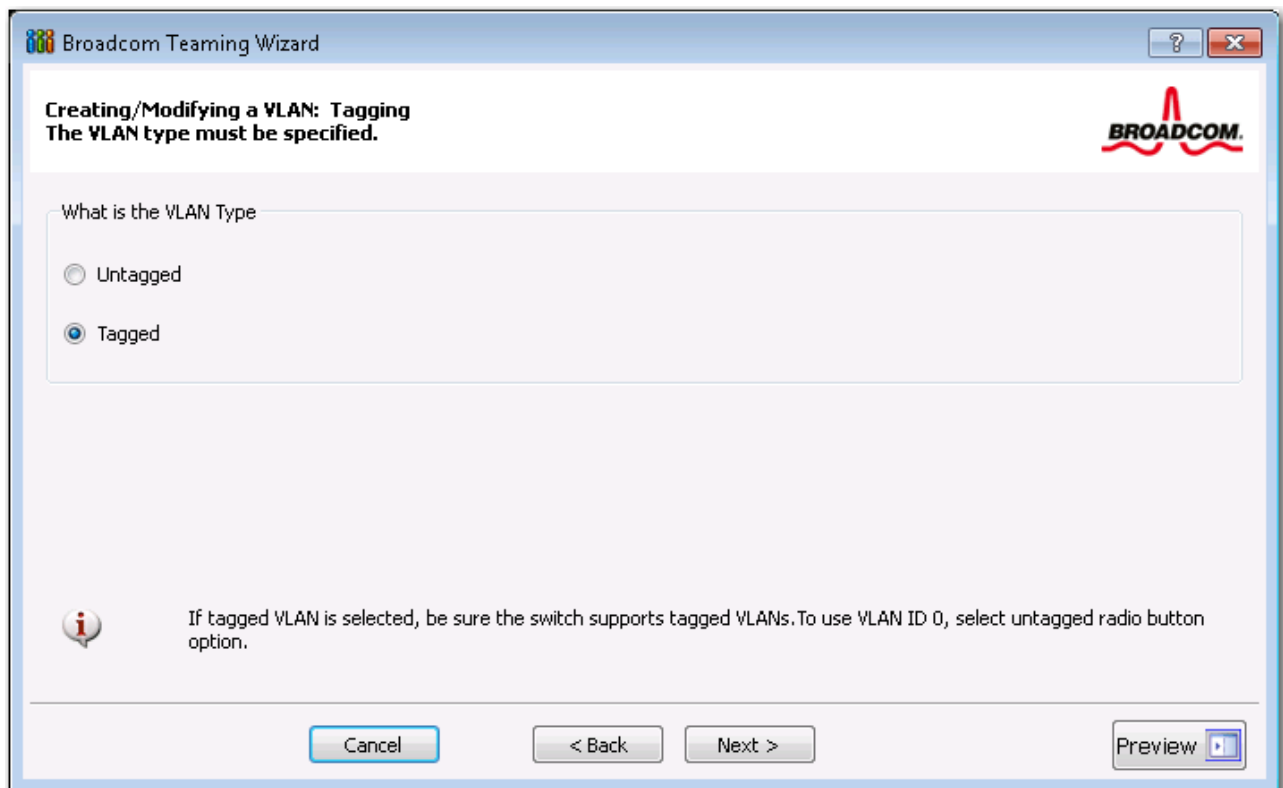 Broadcom Teaming Wizard
?
Creating/Modifying a VLAN: Tagging
The VLAN type must be specified.
BROADCOM.
What is the VLAN Type
Untagged
Tagged
If tagged VLAN is selected, be sure the switch supports tagged VLANs.To use VLAN ID 0, select untagged radio button
option.
Cancel
< Back
Next >
Preview